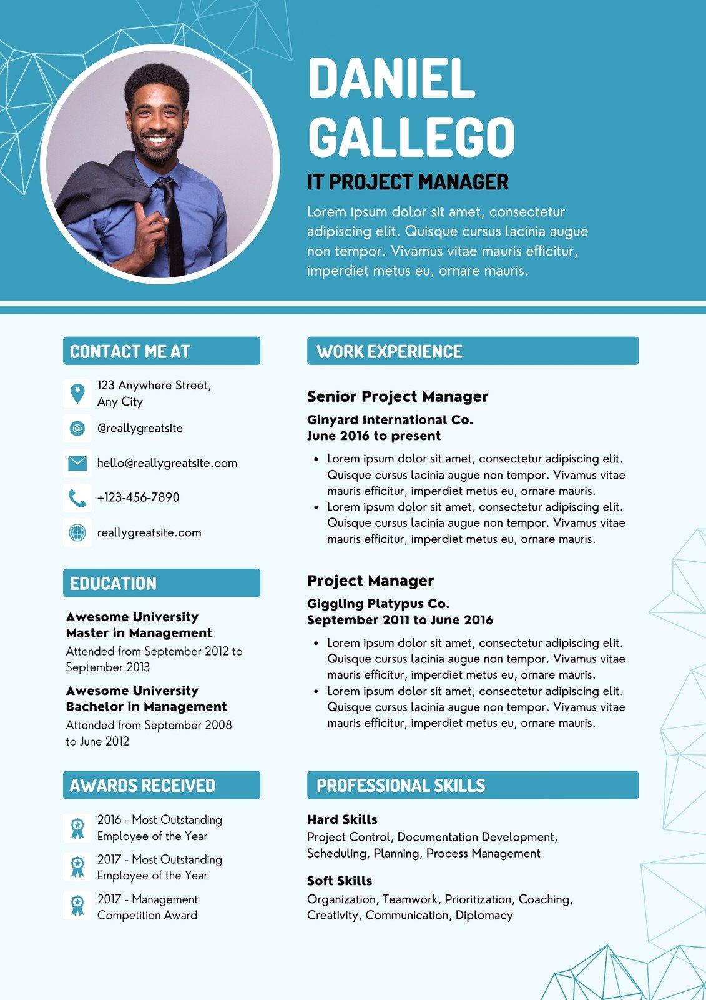 DANIEL
GALLEGO
IT PROJECT MANAGER
Lorem ipsum dolor sit amet, consectetur
adipiscing elit. Quisque cursus lacinia augue
non tempor. Vivamus vitae mauris efficitur,
imperdiet metus eu, ornare mauris.
CONTACT ME AT
123 Anywhere Street,
Any City
@reallygreatsite
hello@reallygreatsite.com
+123-456-7890
reallygreatsite.com
EDUCATION
Awesome University
Master in Management
Attended from September 2012 to
September 2013
Awesome University
Bachelor in Management
Attended from September 2008
to June 2012
AWARDS RECEIVED
2016 - Most Outstanding
Employee of the Year
2017 - Most Outstanding
Employee of the Year
2017 - Management
Competition Award
WORK EXPERIENCE
Senior Project Manager
Ginyard International Co.
June 2016 to present
• Lorem ipsum dolor sit amet, consectetur adipiscing elit.
Quisque cursus lacinia augue non tempor. Vivamus vitae
mauris efficitur, imperdiet metus eu, ornare mauris.
• Lorem ipsum dolor sit amet, consectetur adipiscing elit.
Quisque cursus lacinia augue non tempor. Vivamus vitae
mauris efficitur, imperdiet metus eu, ornare mauris.
Project Manager
Giggling Platypus Co.
September 2011 to June 2016
• Lorem ipsum dolor sit amet, consectetur adipiscing elit.
Quisque cursus lacinia augue non tempor. Vivamus vitae
mauris efficitur, imperdiet metus eu, ornare mauris.
• Lorem ipsum dolor sit amet, consectetur adipiscing elit.
Quisque cursus lacinia augue non tempor. Vivamus vitae
mauris efficitur, imperdiet metus eu, ornare mauris.
PROFESSIONAL SKILLS
Hard Skills
Project Control, Documentation Development,
Scheduling, Planning, Process Management
Soft Skills
Organization, Teamwork, Prioritization, Coaching,
Creativity, Communication, Diplomacy